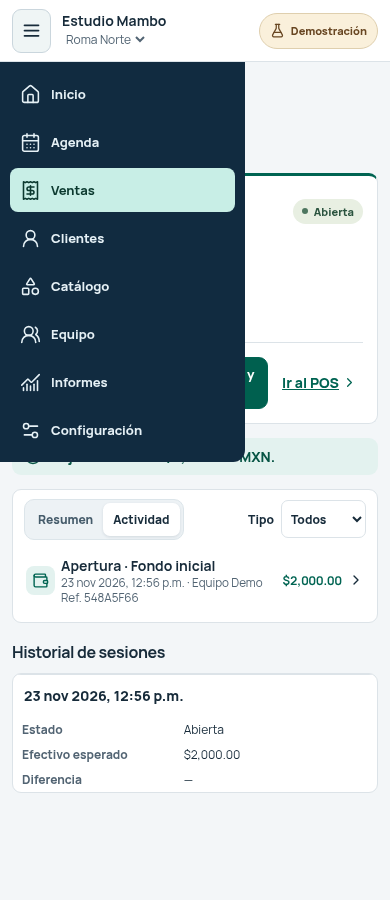 Estudio Mambo
Roma Norte
Demostración
Inicio
Agenda
Ventas
Clientes
Catálogo
Equipo
Informes
Configuración
Abierta
y
Ir al POS
MXN.
Resumen
Actividad
Tipo
Todos
Apertura · Fondo inicial
23 nov 2026, 12:56 p.m. · Equipo Demo
Ref. 548A5F66
$2,000.00
Historial de sesiones
23 nov 2026, 12:56 p.m.
Estado
Abierta
Efectivo esperado
$2,000.00
Diferencia
—